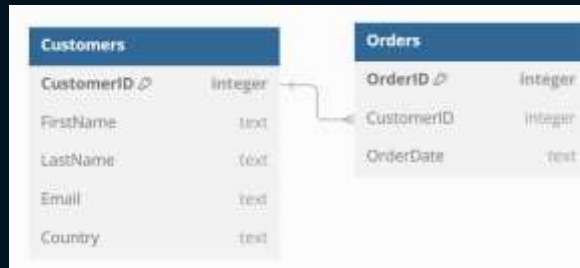 Customers
CustomerID integer
FirstName text
LastName text
Email text
Country text
Orders
OrderID integer
CustomerID integer
OrderDate text